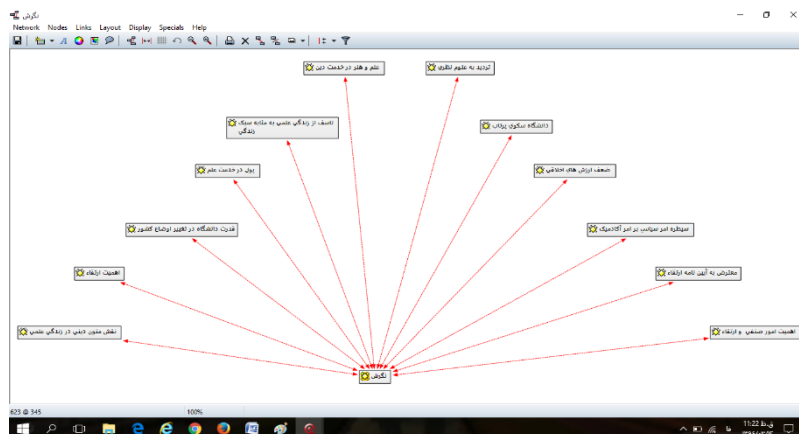 نگرش
Network Nodes Links Layout Display Specials Help
علم و هنر در خدمت دین
تردید به علوم نظری
تاسف از زندگی علمی به مثابه سبک
زندگی
دانشگاه سکوی پرتاب
پول در خدمت علم
ضعف ارزش های اخلاقی
قدرت دانشگاه در تغییر اوضاع کشور
سیطره امر سیاسی بر امر آکادمیک
اهمیت ارتقاء
معترض به آیین نامه ارتقاء
نقش متون دینی در زندگی علمی
اهمیت امور صنفی و ارتقاء
نگرش
623 @ 345 100%
11:22 ق.ظ